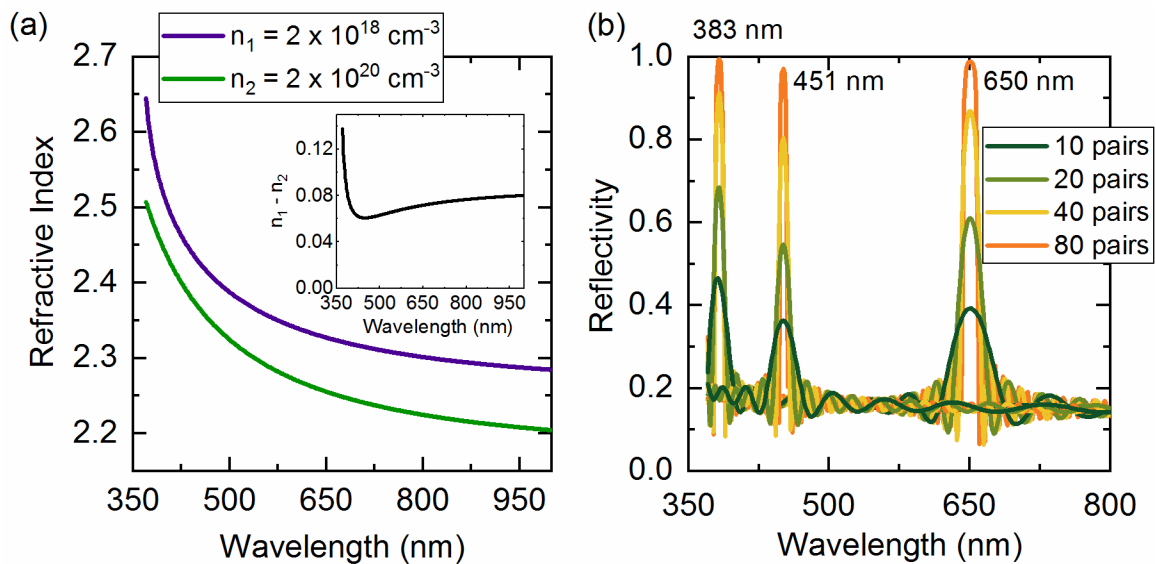 (a)
n₁ = 2 x 10¹⁸ cm⁻³
n₂ = 2 x 10²⁰ cm⁻³
2.7
2.6
2.5
2.4
2.3
2.2
Refractive Index
350 500 650 800 950
Wavelength (nm)
0.12
0.08
0.04
0.00
n₁ - n₂
350 500 650 800 950
Wavelength (nm)
(b)
383 nm
451 nm
650 nm
10 pairs
20 pairs
40 pairs
80 pairs
1.0
0.8
0.6
0.4
0.2
0.0
Reflectivity
350 500 650 800
Wavelength (nm)